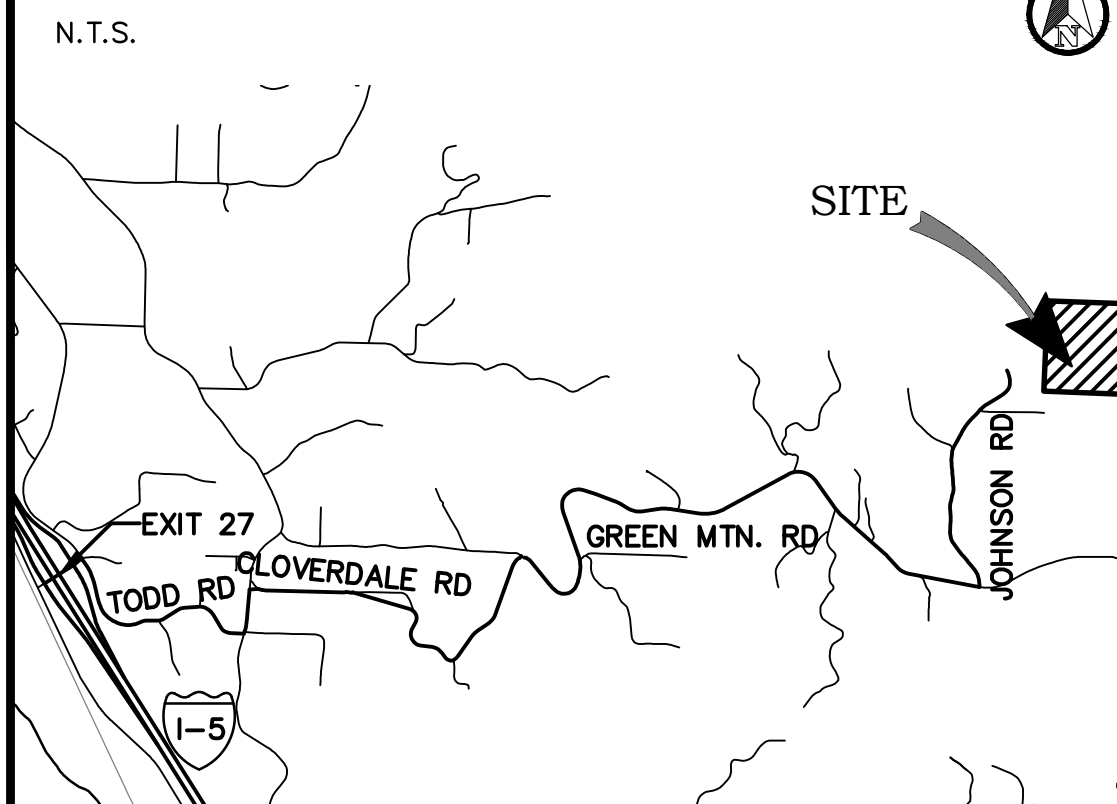 N.T.S.
N
SITE
EXIT 27
GREEN MTN. RD
JOHNSON RD
CLOVERDALE RD
TODD RD
I-5